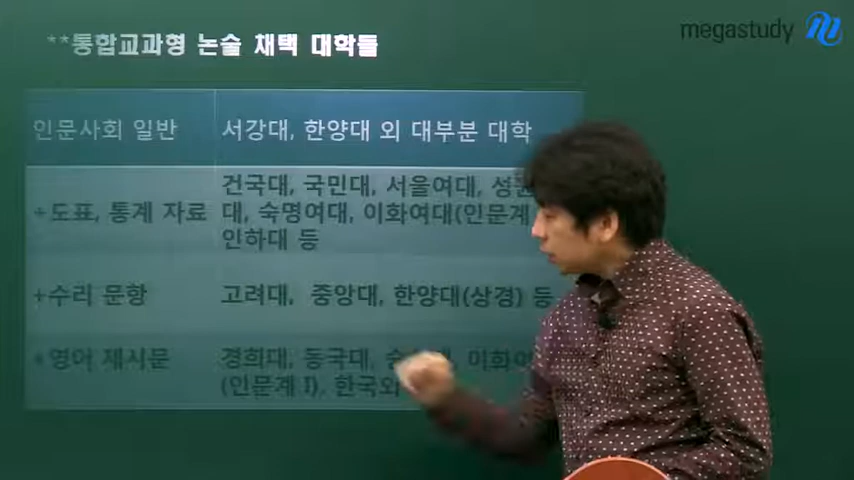 megastudy
**통합교과형 논술 채택 대학들
인문사회 일반
서강대, 한양대 외 대부분 대학
+도표, 통계 자료
건국대, 국민대, 서울여대,
대, 숙명여대, 이화여대(인문계
인하대 등
+수리 문항
고려대, 중앙대, 한양대(상경) 등
+영어 제시문
경희대, 동국대,
(인문계 I), 한국외